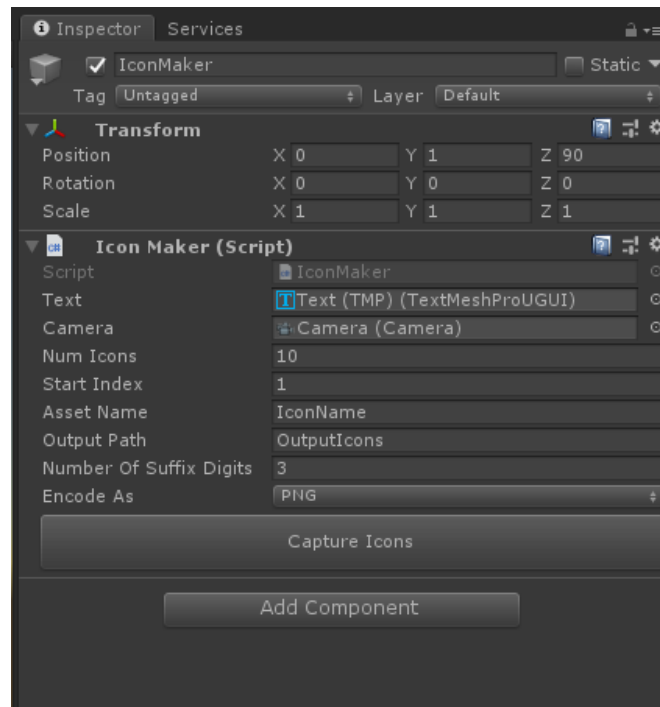 Inspector Services
IconMaker Static
Tag Untagged Layer Default
Transform
Position X 0 Y 1 Z 90
Rotation X 0 Y 0 Z 0
Scale X 1 Y 1 Z 1
Icon Maker (Script)
Script IconMaker
Text Text (TMP) (TextMeshProUGUI)
Camera Camera (Camera)
Num Icons 10
Start Index 1
Asset Name IconName
Output Path OutputIcons
Number Of Suffix Digits 3
Encode As PNG
Capture Icons
Add Component